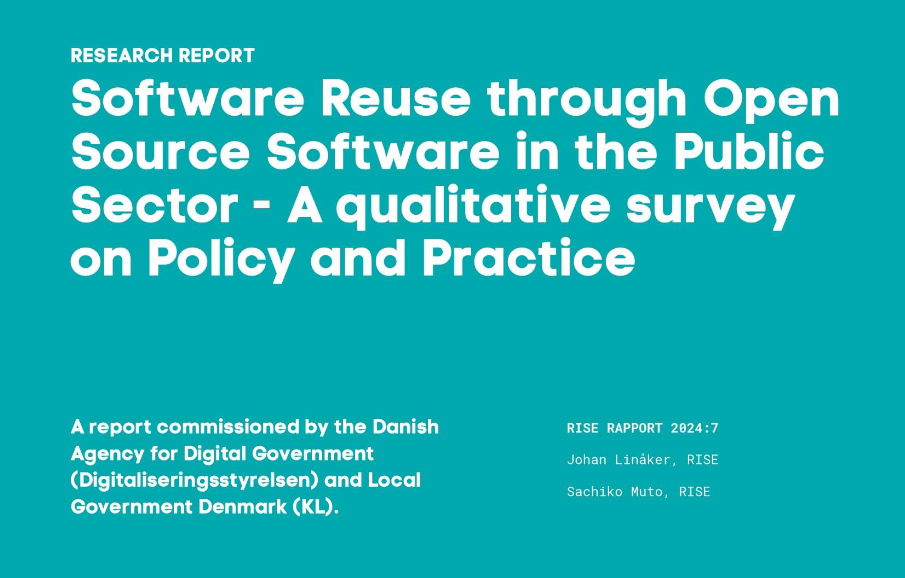 RESEARCH REPORT
Software Reuse through Open
Source Software in the Public
Sector - A qualitative survey
on Policy and Practice
A report commissioned by the Danish
Agency for Digital Government
(Digitaliseringsstyrelsen) and Local
Government Denmark (KL).
RISE RAPPORT 2024:7
Johan Linåker, RISE
Sachiko Muto, RISE